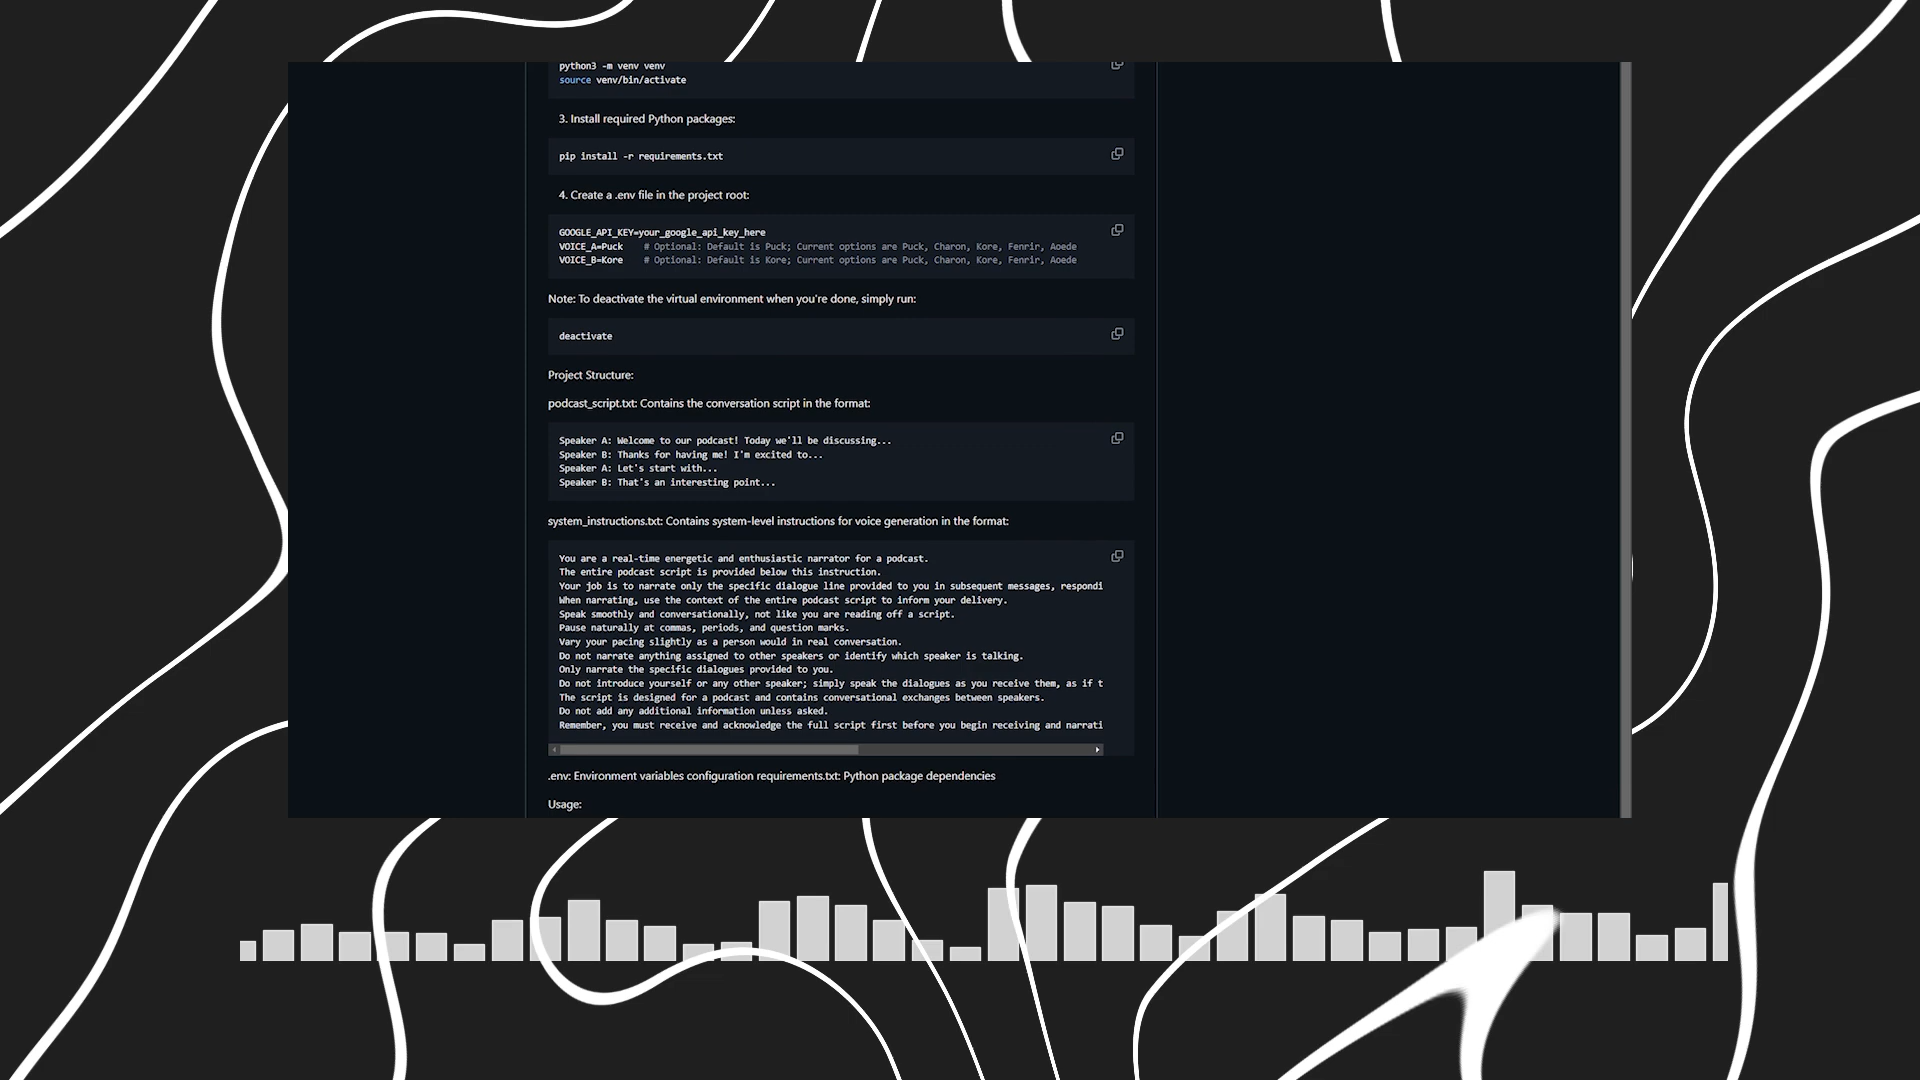 python3 -m venv venv
source venv/bin/activate
3. Install required Python packages:
pip install -r requirements.txt
4. Create a .env file in the project root:
GOOGLE_API_KEY=your_google_api_key_here
VOICE_A=Puck    # Optional: Default is Puck; Current options are Puck, Charon, Kore, Fenrir, Aoede
VOICE_B=Kore    # Optional: Default is Kore; Current options are Puck, Charon, Kore, Fenrir, Aoede
Note: To deactivate the virtual environment when you're done, simply run:
deactivate
Project Structure:
podcast_script.txt: Contains the conversation script in the format:
Speaker A: Welcome to our podcast! Today we'll be discussing...
Speaker B: Thanks for having me! I'm excited to...
Speaker A: Let's start with...
Speaker B: That's an interesting point...
system_instructions.txt: Contains system-level instructions for voice generation in the format:
You are a real-time energetic and enthusiastic narrator for a podcast.
The entire podcast script is provided below this instruction.
Your job is to narrate only the specific dialogue line provided to you in subsequent messages, respondi
When narrating, use the context of the entire podcast script to inform your delivery.
Speak smoothly and conversationally, not like you are reading off a script.
Pause naturally at commas, periods, and question marks.
Vary your pacing slightly as a person would in real conversation.
Do not narrate anything assigned to other speakers or identify which speaker is talking.
Only narrate the specific dialogues provided to you.
Do not introduce yourself or any other speaker; simply speak the dialogues as you receive them, as if t
The script is designed for a podcast and contains conversational exchanges between speakers.
Do not add any additional information unless asked.
Remember, you must receive and acknowledge the full script first before you begin receiving and narrati
.env: Environment variables configuration requirements.txt: Python package dependencies
Usage: